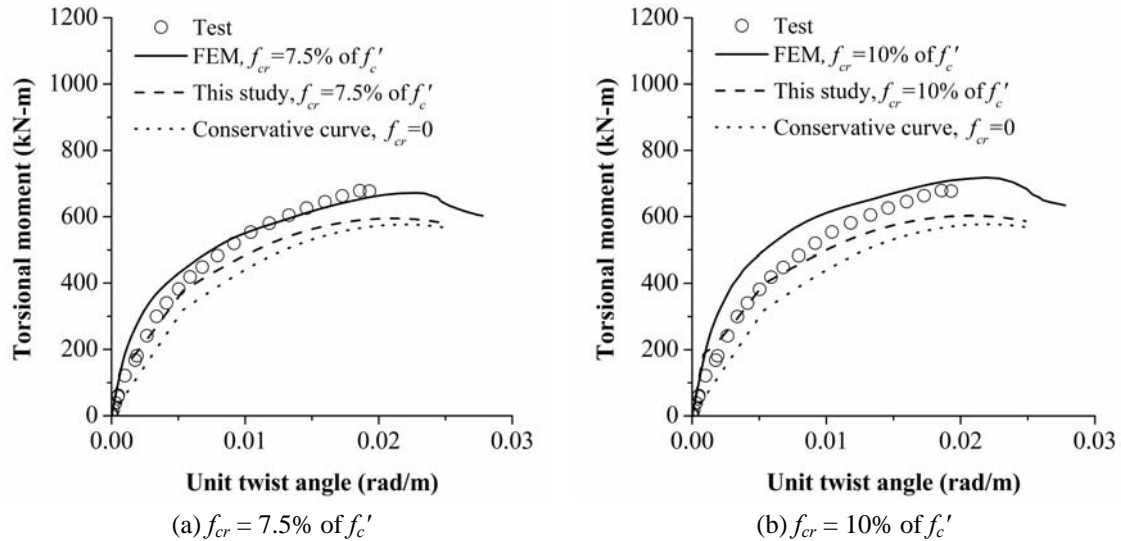 1200
1000
800
600
400
200
0
Torsional moment (kN-m)
Test
FEM, f_cr=7.5% of f_c′
This study, f_cr=7.5% of f_c′
Conservative curve, f_cr=0
0.00 0.01 0.02 0.03
Unit twist angle (rad/m)
(a) f_cr = 7.5% of f_c′
1200
1000
800
600
400
200
0
Torsional moment (kN-m)
Test
FEM, f_cr=10% of f_c′
This study, f_cr=10% of f_c′
Conservative curve, f_cr=0
0.00 0.01 0.02 0.03
Unit twist angle (rad/m)
(b) f_cr = 10% of f_c′